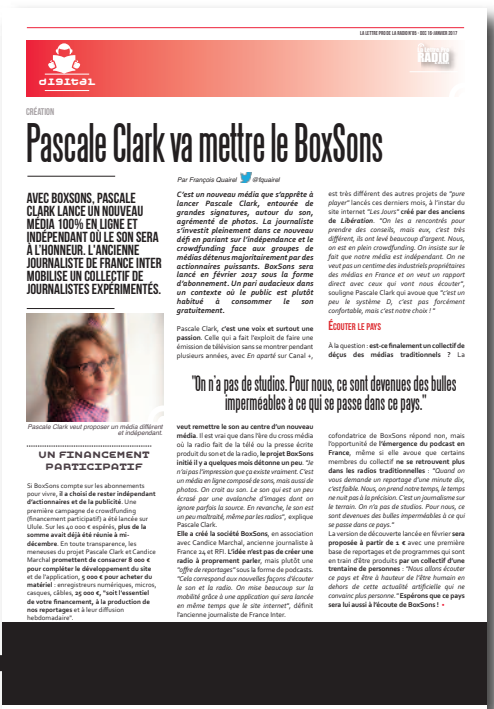 LA LETTRE PRO DE LA RADIO N°85 - DEC 16-JANVIER 2017
DIGITAL
RADIO
CRÉATION
Pascale Clark va mettre le BoxSons
Par François Quairel @fquairel
AVEC BOXSONS, PASCALE
CLARK LANCE UN NOUVEAU
MÉDIA 100% EN LIGNE ET
INDÉPENDANT OÙ LE SON SERA
À L'HONNEUR. L'ANCIENNE
JOURNALISTE DE FRANCE INTER
MOBILISE UN COLLECTIF DE
JOURNALISTES EXPÉRIMENTÉS.
Pascale Clark veut proposer un média différent
et indépendant.
UN FINANCEMENT
PARTICIPATIF
Si BoxSons compte sur les abonnements
pour vivre, il a choisi de rester indépendant
d'actionnaires et de la publicité. Une
première campagne de crowdfunding
(financement participatif) a été lancée sur
Ulule. Sur les 40 000 € espérés, plus de la
somme avait déjà été réunie à mi-
décembre. En toute transparence, les
meneuses du projet Pascale Clark et Candice
Marchal promettent de consacrer 8 000 €
pour compléter le développement du site
et de l'application, 5 000 € pour acheter du
matériel : enregistreurs numériques, micros,
casques, câbles, 25 000 €, "soit l'essentiel
de votre financement, à la production de
nos reportages et à leur diffusion
hebdomadaire".
C'est un nouveau média que s'apprête à
lancer Pascale Clark, entourée de
grandes signatures, autour du son,
agrémenté de photos. La journaliste
s'investit pleinement dans ce nouveau
défi en pariant sur l'indépendance et le
crowdfunding face aux groupes de
médias détenus majoritairement par des
actionnaires puissants. BoxSons sera
lancé en février 2017 sous la forme
d'abonnement. Un pari audacieux dans
un contexte où le public est plutôt
habitué à consommer le son
gratuitement.
Pascale Clark, c'est une voix et surtout une
passion. Celle qui a fait l'exploit de faire une
émission de télévision sans se montrer pendant
plusieurs années, avec En aparté sur Canal +,
"On n'a pas de studios. Pour nous, ce sont devenues des bulles
imperméables à ce qui se passe dans ce pays."
veut remettre le son au centre d'un nouveau
média. Il est vrai que dans l'ère du cross média
où la radio fait de la télé ou la presse écrite
produit du son et de la radio, le projet BoxSons
initié il y a quelques mois détonne un peu. "Je
n'ai pas l'impression que ça existe vraiment. C'est
un média en ligne composé de sons, mais aussi de
photos. On croit au son. Le son qui est un peu
écrasé par une avalanche d'images dont on
ignore parfois la source. En revanche, le son est
un peu maltraité, même par les radios", explique
Pascale Clark.
Elle a créé la société BoxSons, en association
avec Candice Marchal, ancienne journaliste à
France 24 et RFI. L'idée n'est pas de créer une
radio à proprement parler, mais plutôt une
"offre de reportages" sous la forme de podcasts.
"Cela correspond aux nouvelles façons d'écouter
le son et la radio. On mise beaucoup sur la
mobilité grâce à une application qui sera lancée
en même temps que le site internet", définit
l'ancienne journaliste de France Inter.
est très différent des autres projets de "pure
player" lancés ces derniers mois, à l'instar du
site internet "Les Jours" créé par des anciens
de Libération. "On les a rencontrés pour
prendre des conseils, mais eux, c'est très
différent, ils ont levé beaucoup d'argent. Nous,
on est en plein crowdfunding. On insiste sur le
fait que notre média est indépendant. On ne
veut pas un centime des industriels propriétaires
des médias en France et on veut un rapport
direct avec ceux qui vont nous écouter",
souligne Pascale Clark qui avoue que "c'est un
peu le système D, c'est pas forcément
confortable, mais c'est notre choix ! "
ÉCOUTER LE PAYS
À la question : est-ce finalement un collectif de
déçus des médias traditionnels ? La
cofondatrice de BoxSons répond non, mais
l'opportunité de l'émergence du podcast en
France, même si elle avoue que certains
membres du collectif ne se retrouvent plus
dans les radios traditionnelles : "Quand on
vous demande un reportage d'une minute dix,
c'est faible. Nous, on prend notre temps, le temps
ne nuit pas à la précision. C'est un journalisme sur
le terrain. On n'a pas de studios. Pour nous, ce
sont devenues des bulles imperméables à ce qui
se passe dans ce pays."
La version de découverte lancée en février sera
proposée à partir de 1 € avec une première
base de reportages et de programmes qui sont
en train d'être produits par un collectif d'une
trentaine de personnes : "Nous allons écouter
ce pays et être à hauteur de l'être humain en
dehors de cette actualité artificielle qui ne
convainc plus personne." Espérons que ce pays
sera lui aussi à l'écoute de BoxSons !